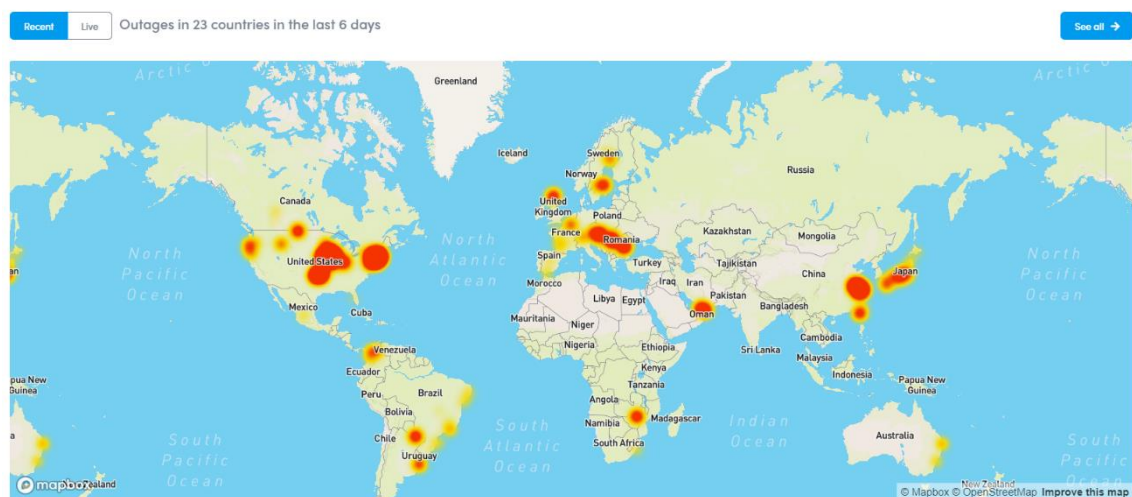 Recent
Live
Outages in 23 countries in the last 6 days
See all →
Arctic
Arctic
Greenland
Iceland
Sweden
Norway
Russia
Canada
United
Kingdom
Poland
France
Romania
Kazakhstan
Mongolia
North
Pacific
Ocean
United States
North
Atlantic
Ocean
Spain
Turkey
Tajikistan
China
Japan
North
Pacific
Ocean
Morocco
Iraq
Iran
Pakistan
Mexico
Cuba
Libya
Egypt
Oman
Bangladesh
Mauritania
Niger
Cambodia
Venezuela
Nigeria
Ethiopia
Sri Lanka
Malaysia
Ecuador
Kenya
Indonesia
Papua New
Guinea
Peru
Brazil
Tanzania
Papua New
Guinea
Angola
Bolivia
Madagascar
Namibia
Indian
Ocean
South
Pacific
Ocean
Chile
South
Atlantic
Ocean
South Africa
Australia
South
Pacific
Ocean
Uruguay
mapbox
New Zealand
New Zealand
© Mapbox © OpenStreetMap Improve this map